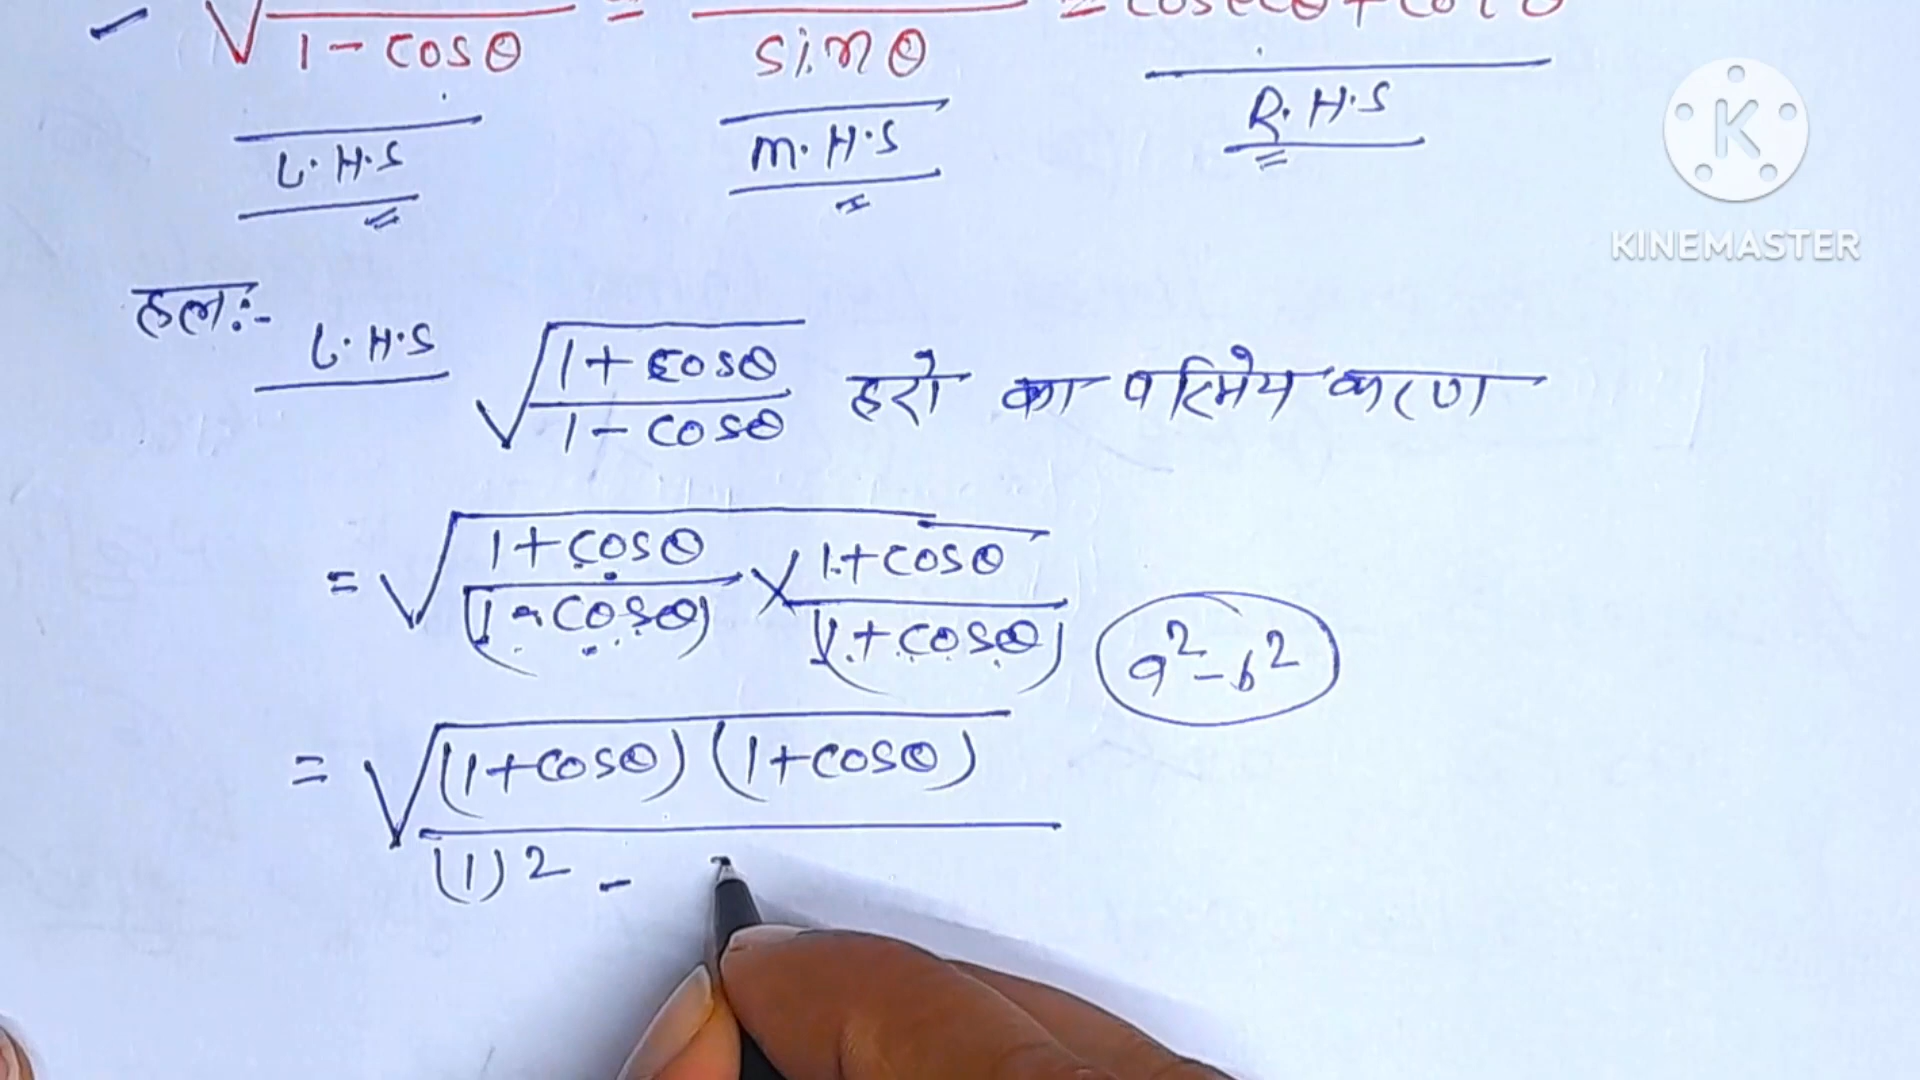 √ 1 - cosθ = sinθ = cosecθ + cotθ
L.H.S M.H.S R.H.S
K
KINEMASTER
हल:- L.H.S √(1+cosθ / 1-cosθ) हरो का परिमेय करण
= √(1+cosθ / (1-cosθ) × 1+cosθ / (1+cosθ)) a²-b²
= √((1+cosθ)(1+cosθ) /
(1)² -